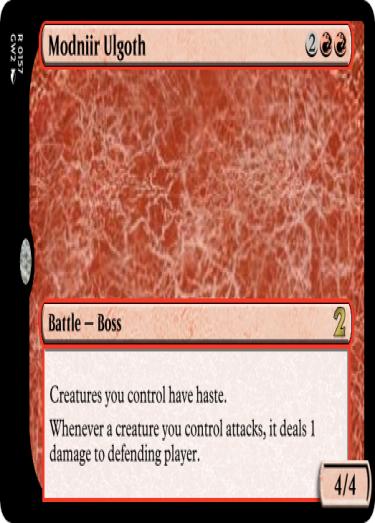 Modniir Ulgoth 2
R 0157
GW2
Battle – Boss 2
Creatures you control have haste.
Whenever a creature you control attacks, it deals 1
damage to defending player.
4/4